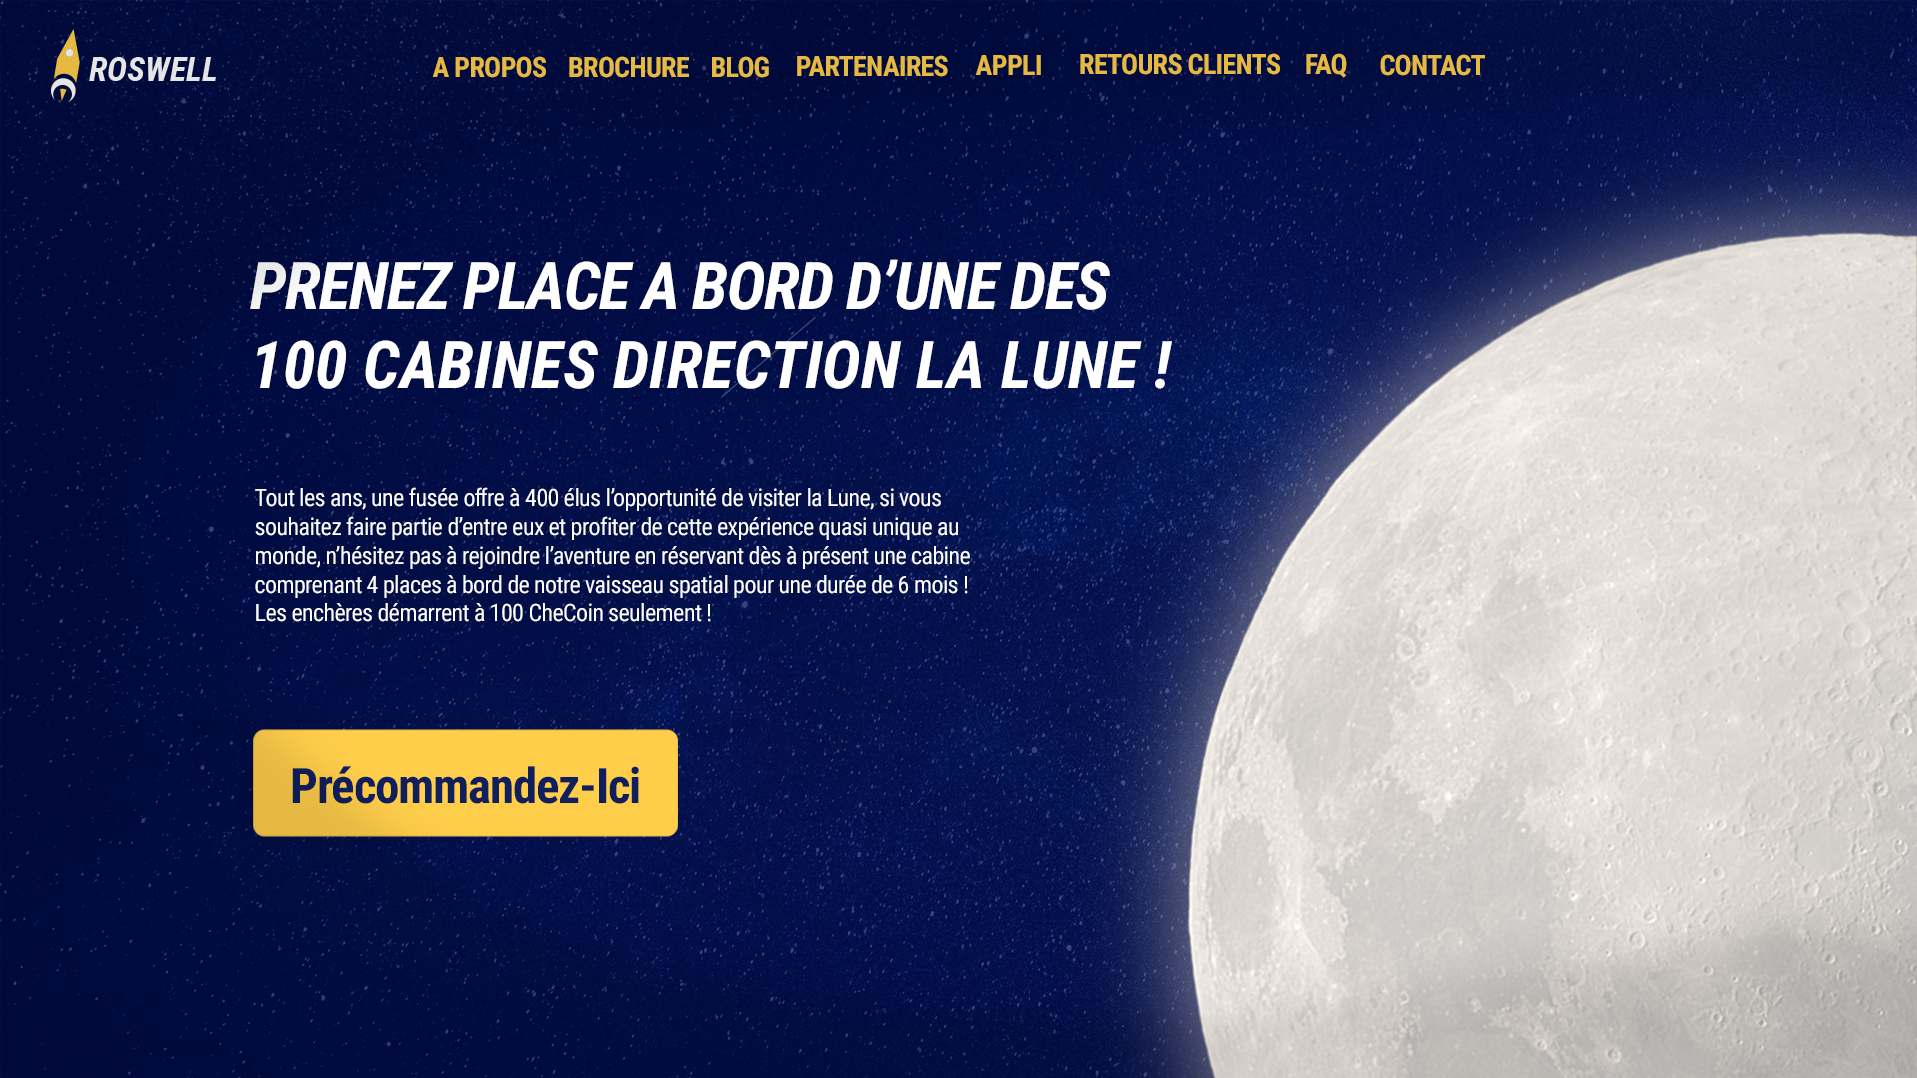 ROSWELL
A PROPOS BROCHURE BLOG PARTENAIRES APPLI RETOURS CLIENTS FAQ CONTACT
PRENEZ PLACE A BORD D’UNE DES
100 CABINES DIRECTION LA LUNE !
Tout les ans, une fusée offre à 400 élus l’opportunité de visiter la Lune, si vous
souhaitez faire partie d’entre eux et profiter de cette expérience quasi unique au
monde, n’hésitez pas à rejoindre l’aventure en réservant dès à présent une cabine
comprenant 4 places à bord de notre vaisseau spatial pour une durée de 6 mois !
Les enchères démarrent à 100 CheCoin seulement !
Précommandez-Ici